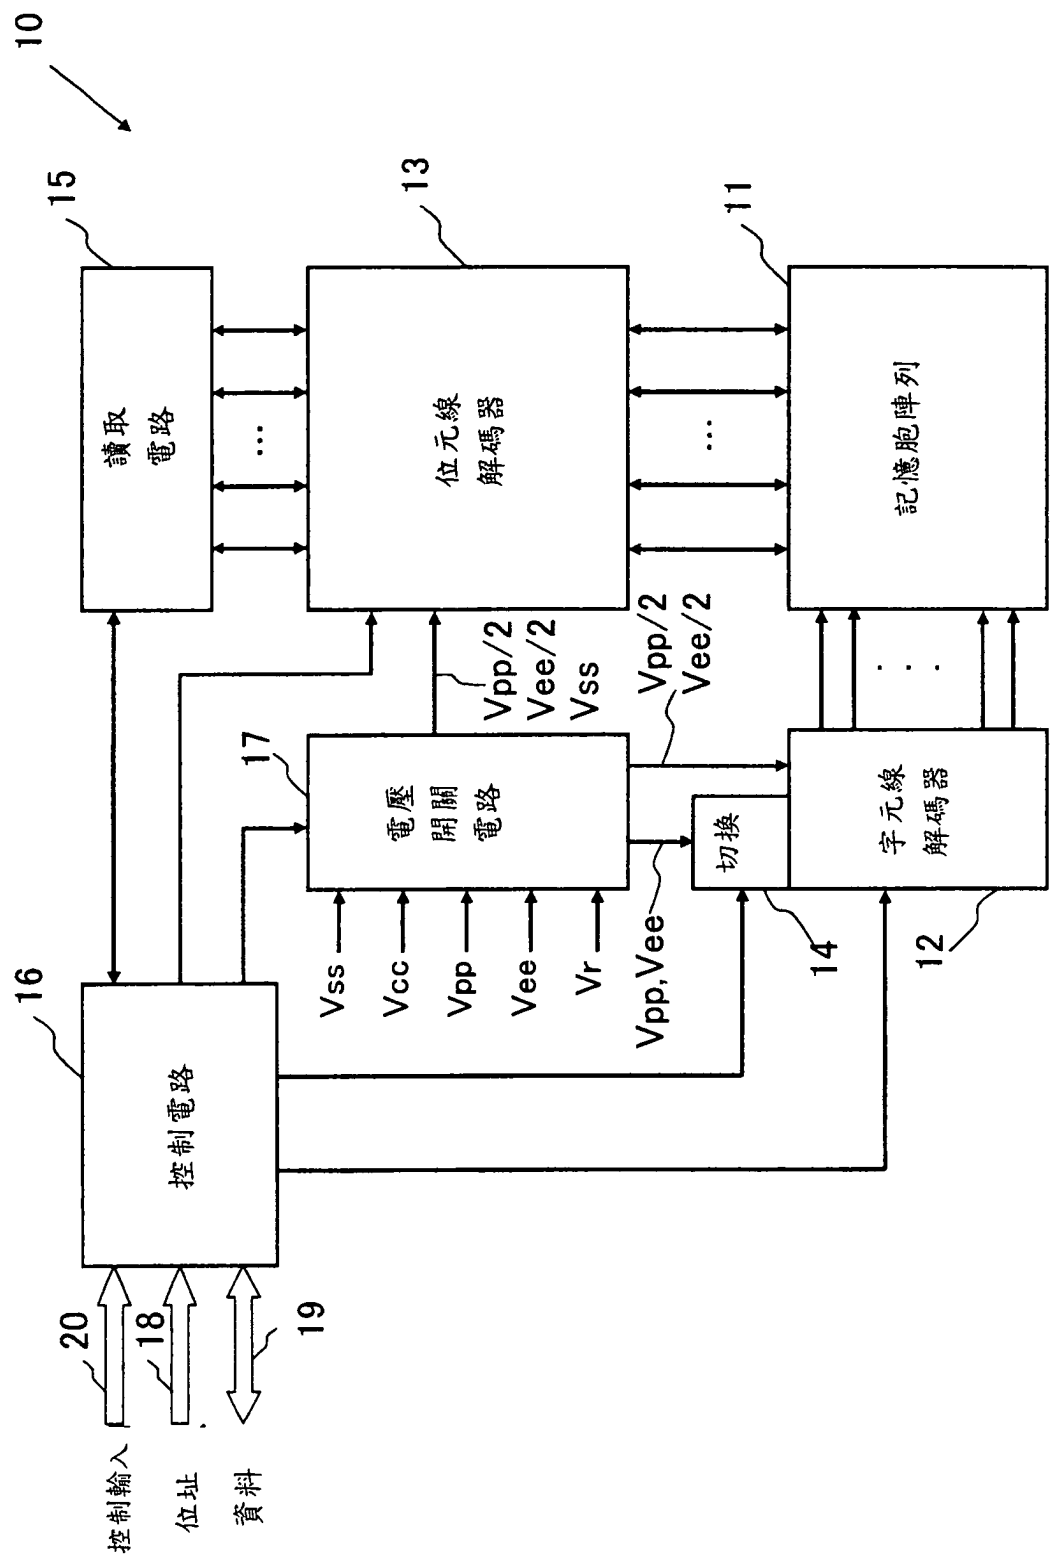 10
15
讀取
電路
...
13
位元線
解碼器
...
11
記憶胞陣列
Vpp/2
Vee/2
Vss
Vpp/2
Vee/2
...
17
電壓
開關
電路
切換
字元線
解碼器
14
12
Vss
Vcc
Vpp
Vee
Vr
Vpp,Vee
16
控制電路
20
18
19
控制輸入
位址
資料